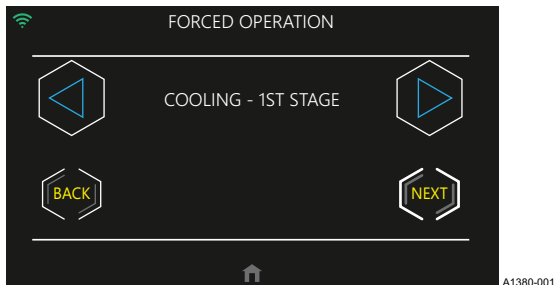 FORCED OPERATION
COOLING - 1ST STAGE
BACK
NEXT
A1380-001